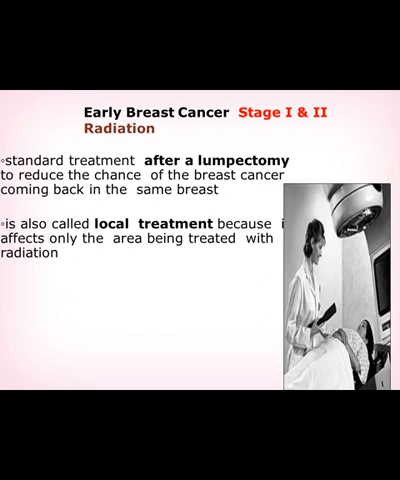 Early Breast Cancer Stage I & II
Radiation
◦standard treatment after a lumpectomy
to reduce the chance of the breast cancer
coming back in the same breast
◦is also called local treatment because i
affects only the area being treated with
radiation